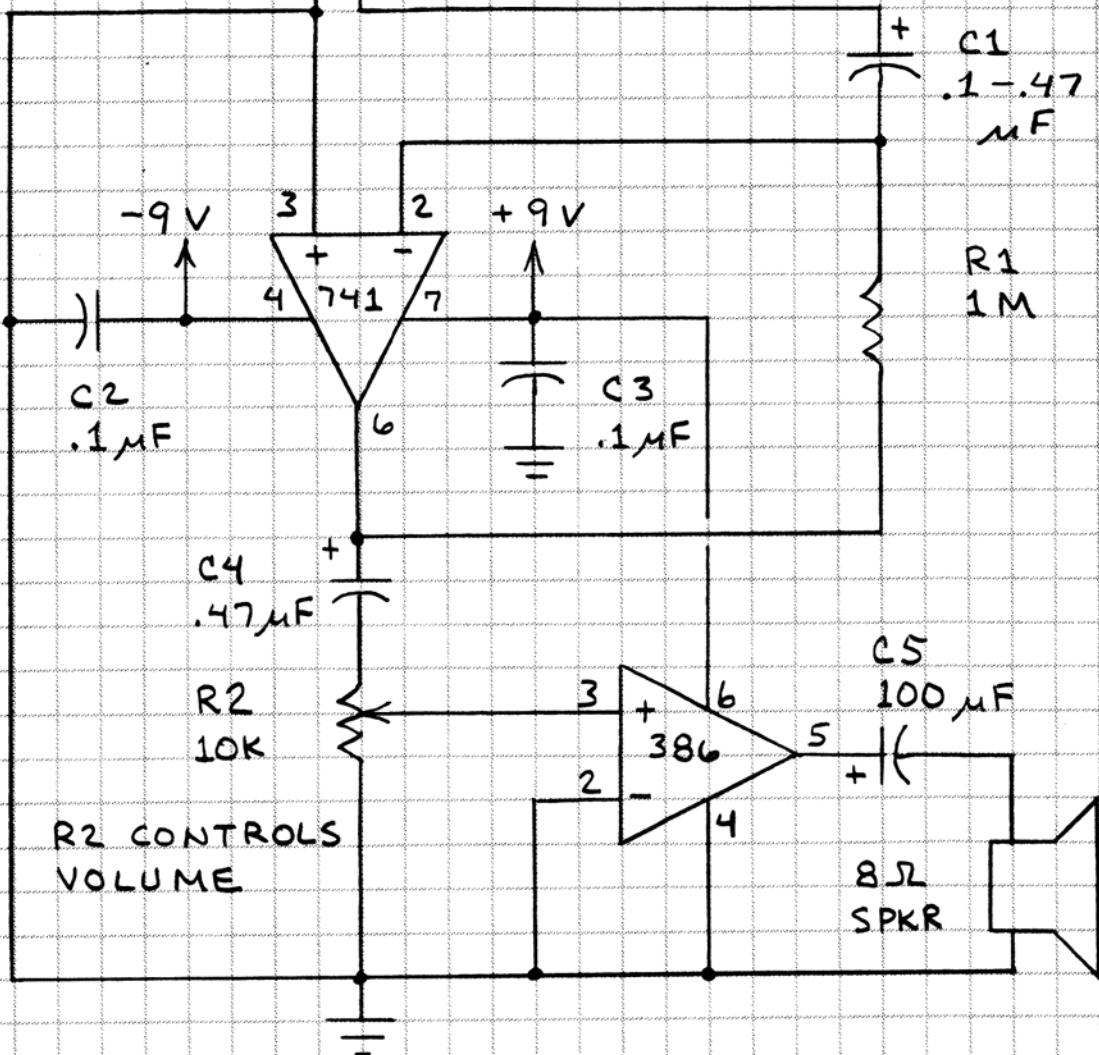 +
C1
.1-.47
μF
-9V
3
2
+9V
+
-
R1
1M
4
741
7
C2
.1μF
6
C3
.1μF
+
C4
.47μF
R2
10K
3
+
6
C5
100μF
386
5
+
2
-
4
R2 CONTROLS
VOLUME
8Ω
SPKR